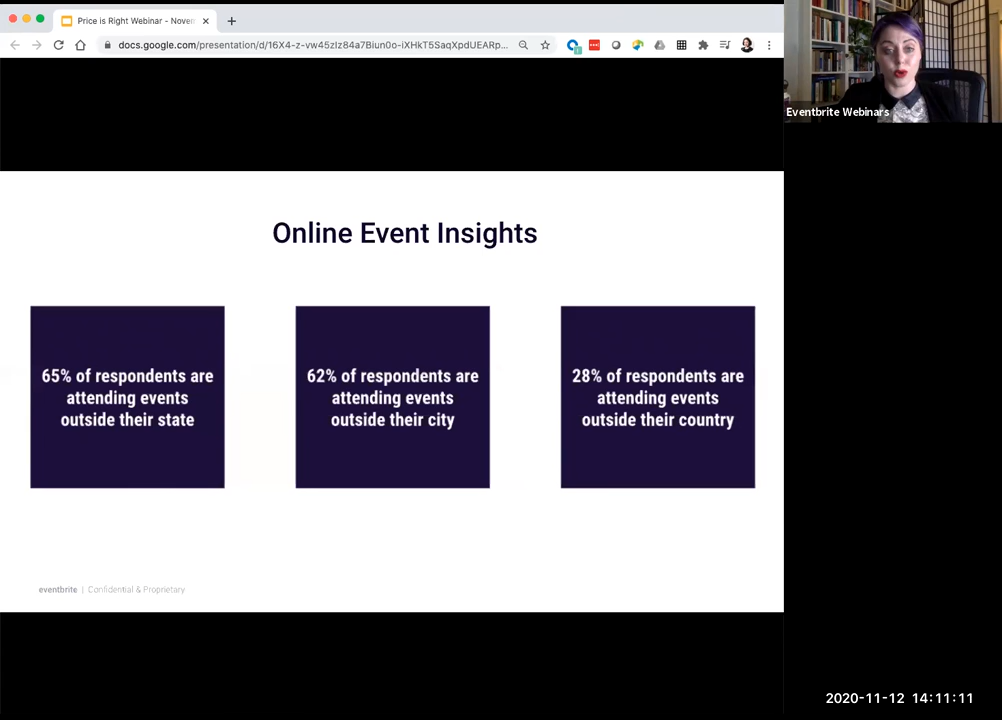 Price is Right Webinar - Noven
docs.google.com/presentation/d/16X4-z-vw45zIz84a7Biun0o-iXHkT5SaqXpdUEARp...
Eventbrite Webinars
Online Event Insights
65% of respondents are
attending events
outside their state
62% of respondents are
attending events
outside their city
28% of respondents are
attending events
outside their country
eventbrite | Confidential & Proprietary
2020-11-12 14:11:11